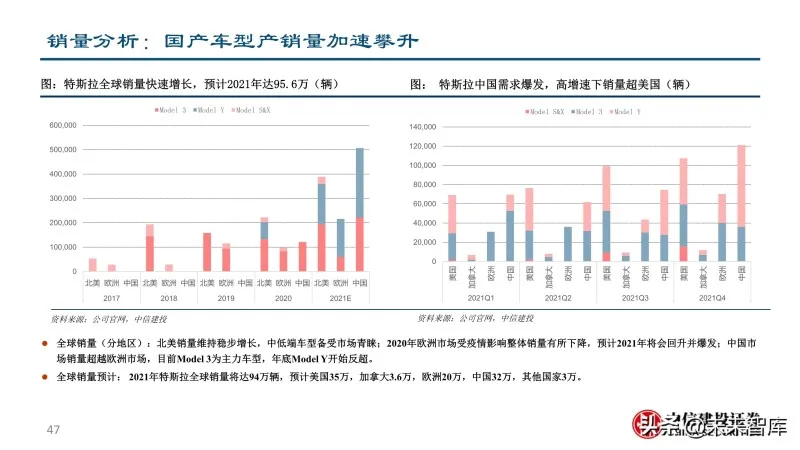 销量分析：国产车型产销量加速攀升
图：特斯拉全球销量快速增长，预计2021年达95.6万（辆）
图： 特斯拉中国需求爆发，高增速下销量超美国（辆）
Model 3 Model Y Model S&X
600,000
500,000
400,000
300,000
200,000
100,000
0
北美 欧洲 中国 北美 欧洲 中国 北美 欧洲 中国 北美 欧洲 中国 北美 欧洲 中国
2017 2018 2019 2020 2021E
Model S&X Model 3 Model Y
140,000
120,000
100,000
80,000
60,000
40,000
20,000
0
美国 加拿大 欧洲 中国 美国 加拿大 欧洲 中国 美国 加拿大 欧洲 中国 美国 加拿大 欧洲 中国
2021Q1 2021Q2 2021Q3 2021Q4
资料来源：公司官网，中信建投
资料来源：公司官网，中信建投
全球销量（分地区）：北美销量维持稳步增长，中低端车型备受市场青睐；2020年欧洲市场受疫情影响整体销量有所下降，预计2021年将会回升并爆发；中国市
场销量超越欧洲市场，目前Model 3为主力车型，年底Model Y开始反超。
全球销量预计： 2021年特斯拉全球销量将达94万辆，预计美国35万，加拿大3.6万，欧洲20万，中国32万，其他国家3万。
47
中信建投证券
CHINA SECURITIES
头条@未来智库